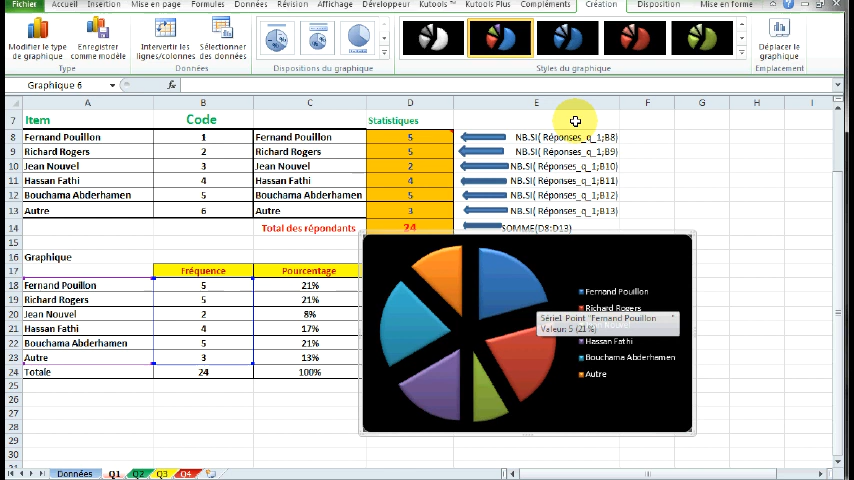 Fichier Accueil Insertion Mise en page Formules Données Révision Affichage Développeur Kutools ™ Kutools Plus Compléments Création Disposition Mise en forme
Modifier le type de graphique
Enregistrer comme modèle
Intervertir les lignes/colonnes
Sélectionner des données
Déplacer le graphique
Type Données Dispositions du graphique Styles du graphique Emplacement
Graphique 6 fx
A B C D E F G H I
7 Item Code Statistiques
8 Fernand Pouillon 1 Fernand Pouillon 5 NB.SI( Réponses_q_1;B8)
9 Richard Rogers 2 Richard Rogers 5 NB.SI( Réponses_q_1;B9)
10 Jean Nouvel 3 Jean Nouvel 2 NB.SI( Réponses_q_1;B10)
11 Hassan Fathi 4 Hassan Fathi 4 NB.SI( Réponses_q_1;B11)
12 Bouchama Abderhamen 5 Bouchama Abderhamen 5 NB.SI( Réponses_q_1;B12)
13 Autre 6 Autre 3 NB.SI( Réponses_q_1;B13)
14 Total des répondants 24 SOMME(D8:D13)
15
16 Graphique
17 Fréquence Pourcentage
18 Fernand Pouillon 5 21%
19 Richard Rogers 5 21%
20 Jean Nouvel 2 8%
21 Hassan Fathi 4 17%
22 Bouchama Abderhamen 5 21%
23 Autre 3 13%
24 Totale 24 100%
25
26
27
28
29
30
Fernand Pouillon
Richard Rogers
Série1 Point "Fernand Pouillon "
Valeur: 5 (21%)
Hassan Fathi
Bouchama Abderhamen
Autre
Données Q1 Q2 Q3 Q4